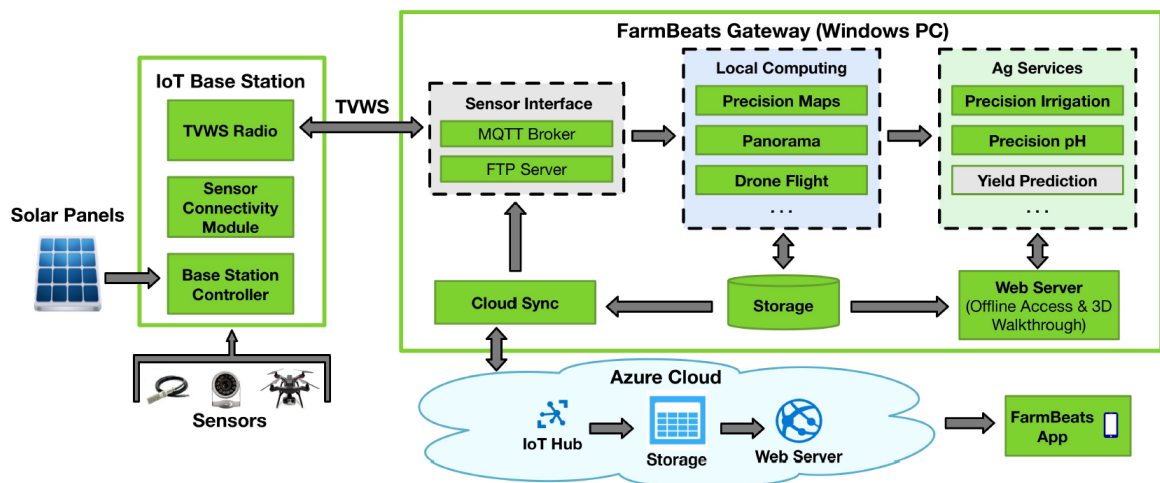 FarmBeats Gateway (Windows PC)
IoT Base Station
TVWS Radio
Sensor
Connectivity
Module
Base Station
Controller
Solar Panels
Sensors
TVWS
Sensor Interface
MQTT Broker
FTP Server
Local Computing
Precision Maps
Panorama
Drone Flight
...
Ag Services
Precision Irrigation
Precision pH
Yield Prediction
...
Cloud Sync
Storage
Web Server
(Offline Access & 3D
Walkthrough)
Azure Cloud
IoT Hub
Storage
Web Server
FarmBeats
App